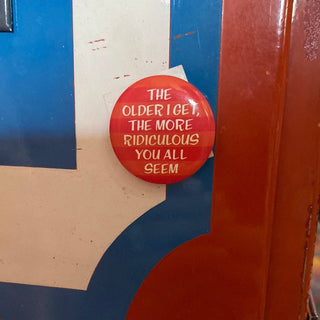 THE
OLDER I GET,
THE MORE
RIDICULOUS
YOU ALL
SEEM